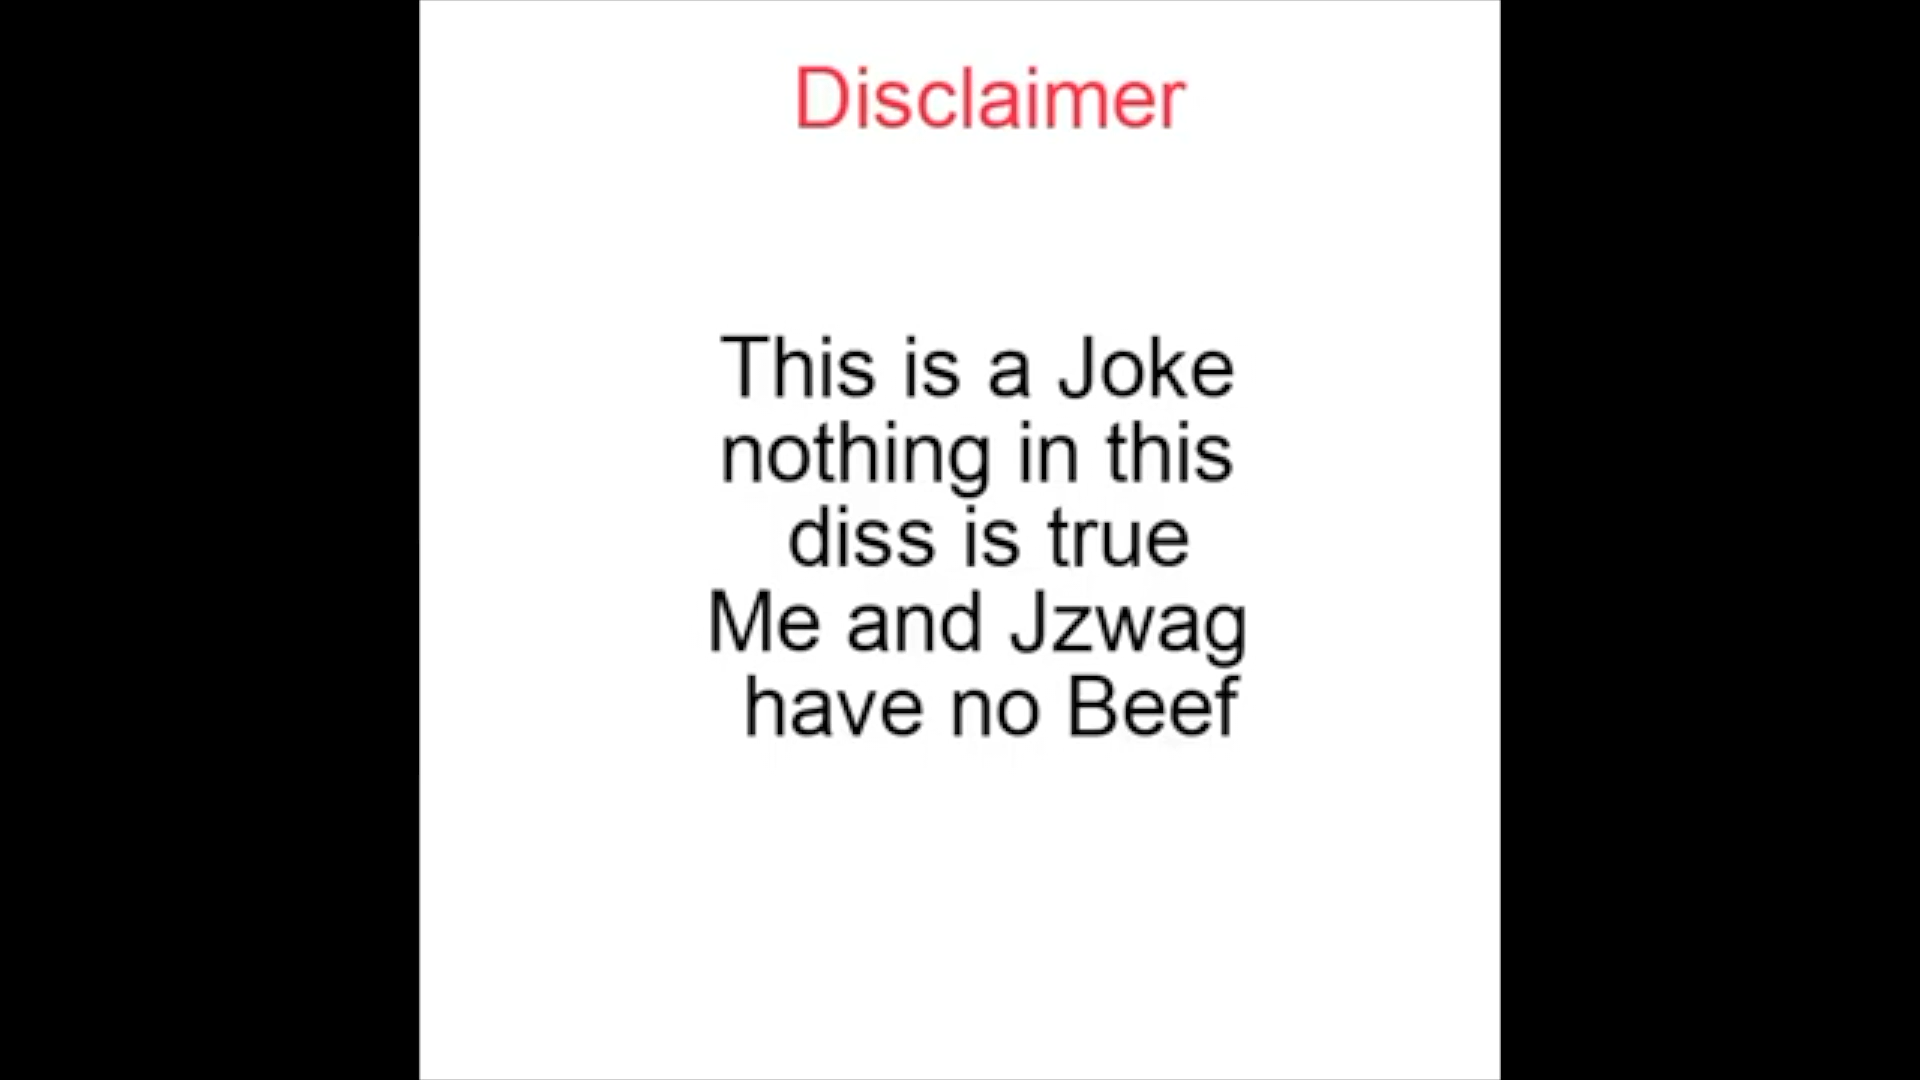 Disclaimer
This is a Joke
nothing in this
diss is true
Me and Jzwag
have no Beef